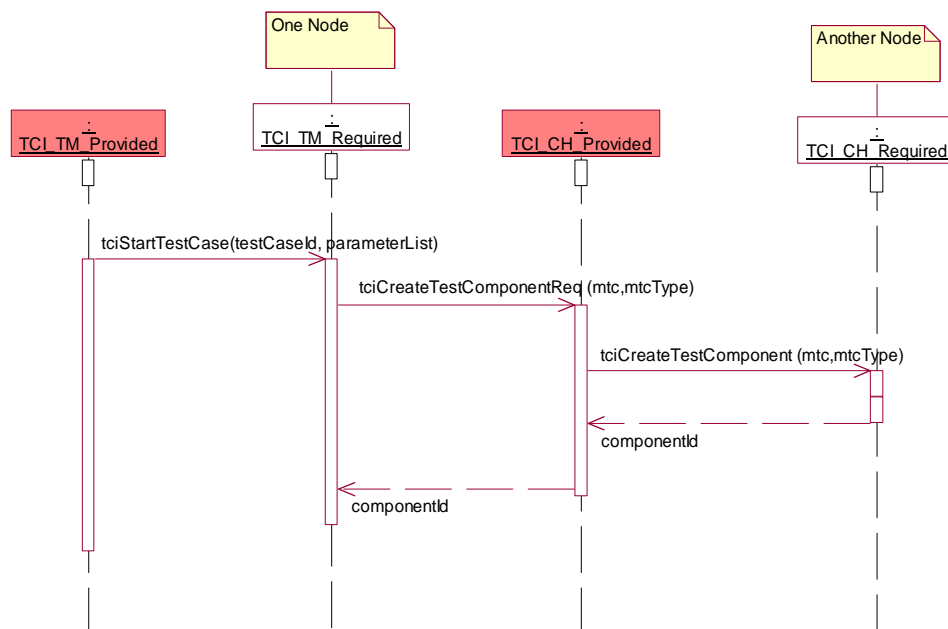 One Node
Another Node
:
TCI_TM_Provided
:
TCI_TM_Required
:
TCI_CH_Provided
:
TCI_CH_Required
tciStartTestCase(testCaseId, parameterList)
tciCreateTestComponentReq (mtc,mtcType)
tciCreateTestComponent (mtc,mtcType)
componentId
componentId